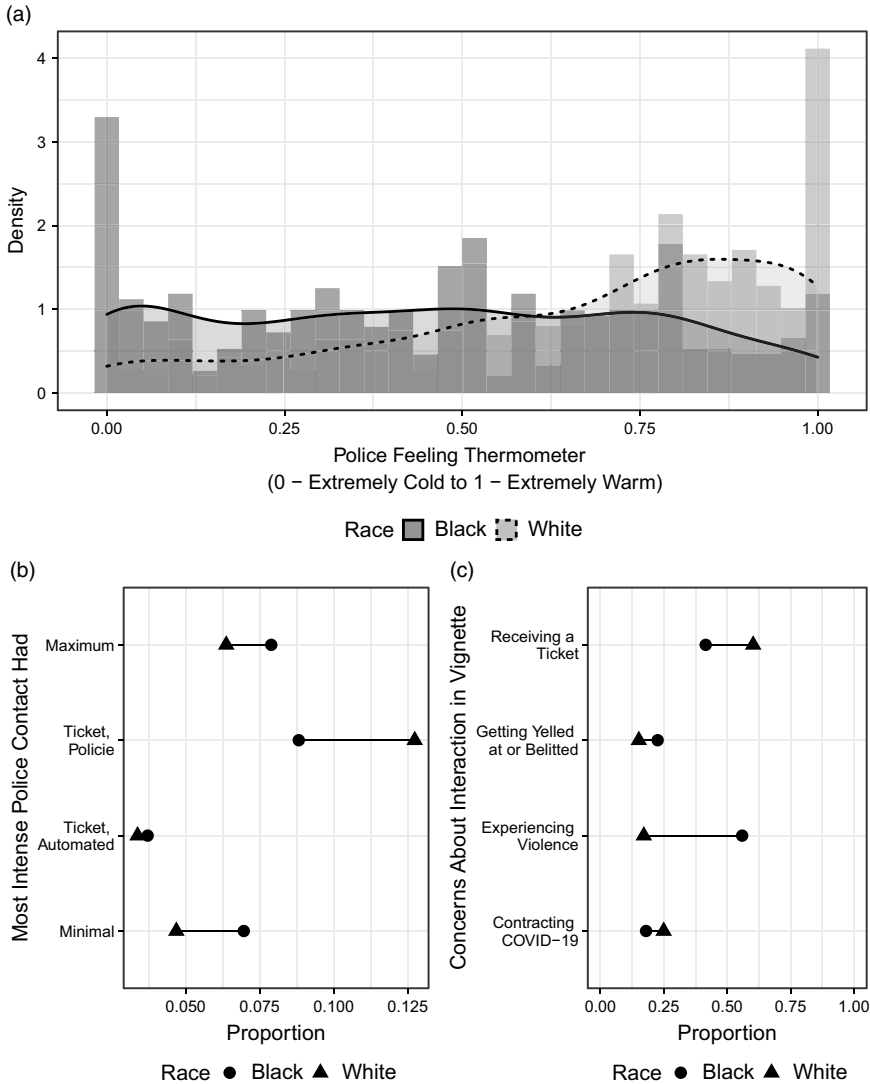 (a)
4
3
2
1
0
Density
0.00 0.25 0.50 0.75 1.00
Police Feeling Thermometer
(0 − Extremely Cold to 1 − Extremely Warm)
Race Black White
(b)
Most Intense Police Contact Had
Maximum
Ticket,
Policie
Ticket,
Automated
Minimal
0.050 0.075 0.100 0.125
Proportion
Race Black White
(c)
Concerns About Interaction in Vignette
Receiving a
Ticket
Getting Yelled
at or Belitted
Experiencing
Violence
Contracting
COVID−19
0.00 0.25 0.50 0.75 1.00
Proportion
Race Black White